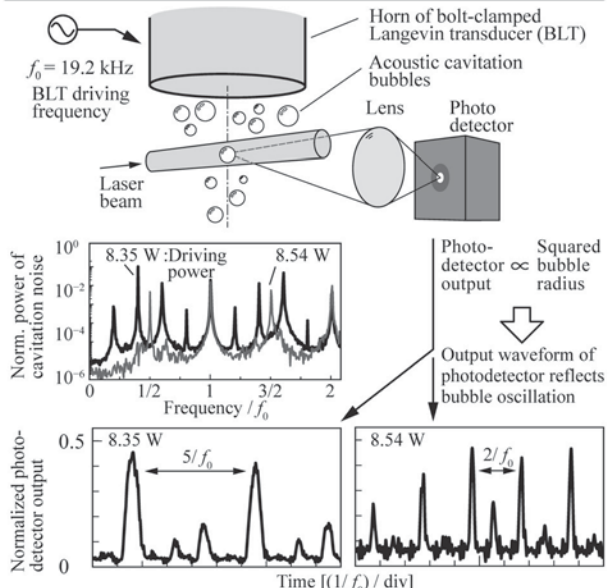 Horn of bolt-clamped
Langevin transducer (BLT)
f0 = 19.2 kHz
BLT driving
frequency
Acoustic cavitation
bubbles
Lens
Photo
detector
Laser
beam
Norm. power of
cavitation noise
10^0
10^-2
10^-4
10^-6
8.35 W :Driving
power
8.54 W
0
1/2
1
3/2
2
Frequency / f0
Photo-
detector
output
∝
Squared
bubble
radius
Output waveform of
photodetector reflects
bubble oscillation
Normalized photo-
detector output
0.5
0
8.35 W
5/f0
8.54 W
2/f0
Time [(1/f0) / div]